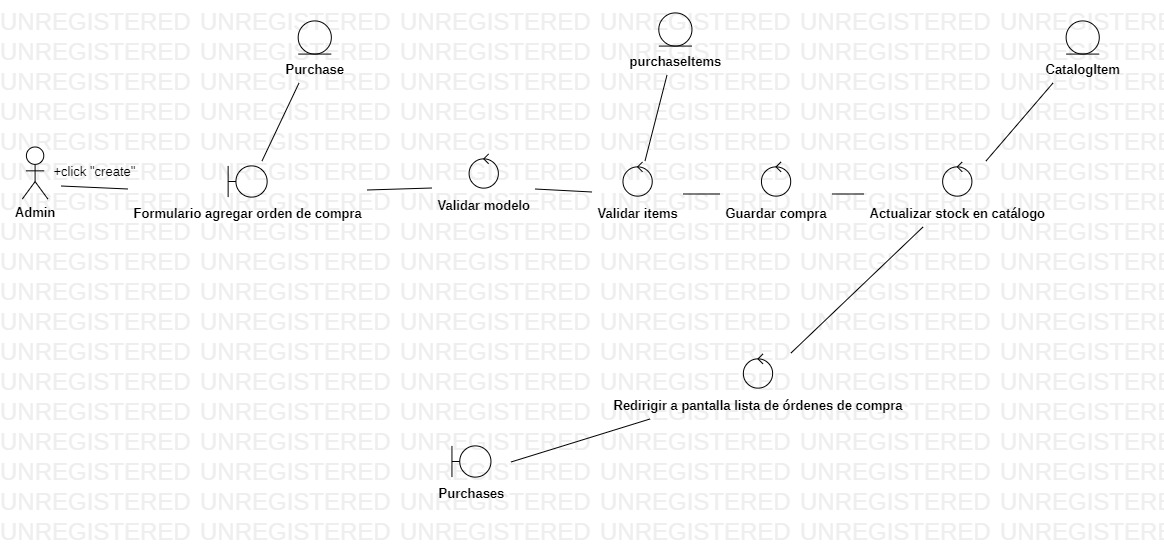 UNREGISTERED UNREGISTERED UNREGISTERED UNREGISTERED UNREGISTERED UNREGISTERED
Purchase
purchaseItems
CatalogItem
+click "create"
Admin
Formulario agregar orden de compra
Validar modelo
Validar items
Guardar compra
Actualizar stock en catálogo
Redirigir a pantalla lista de órdenes de compra
Purchases